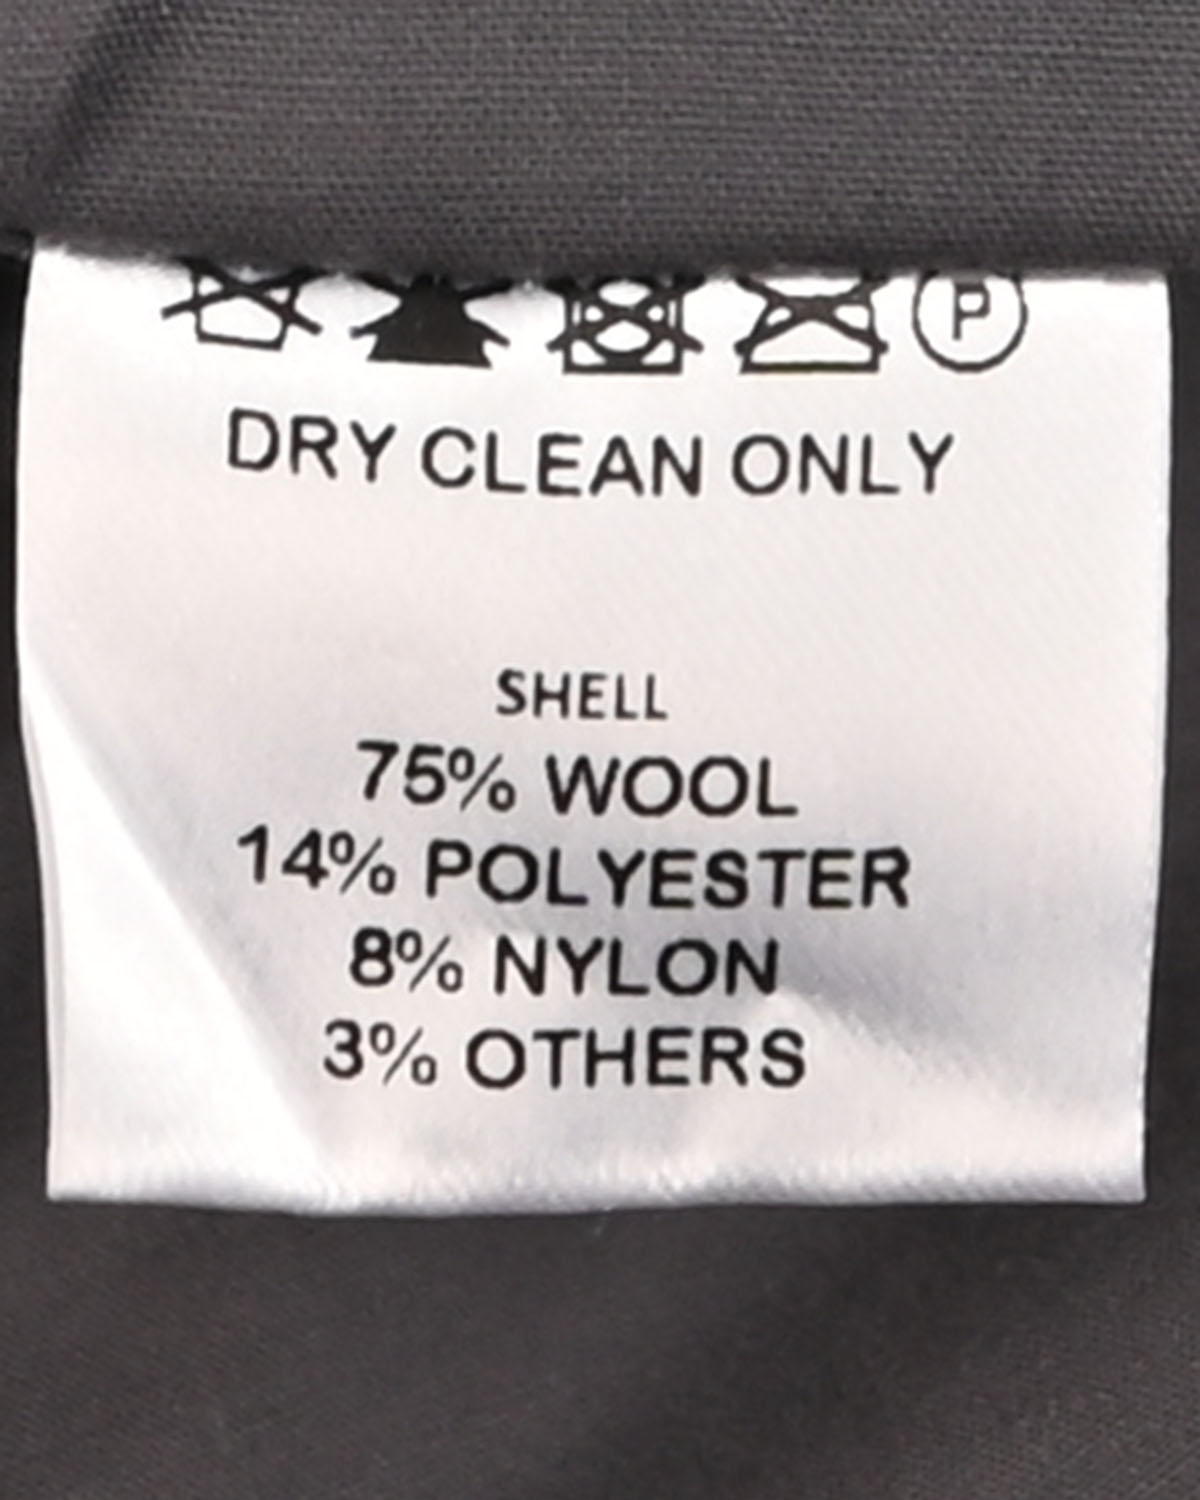 P
DRY CLEAN ONLY
SHELL
75% WOOL
14% POLYESTER
8% NYLON
3% OTHERS